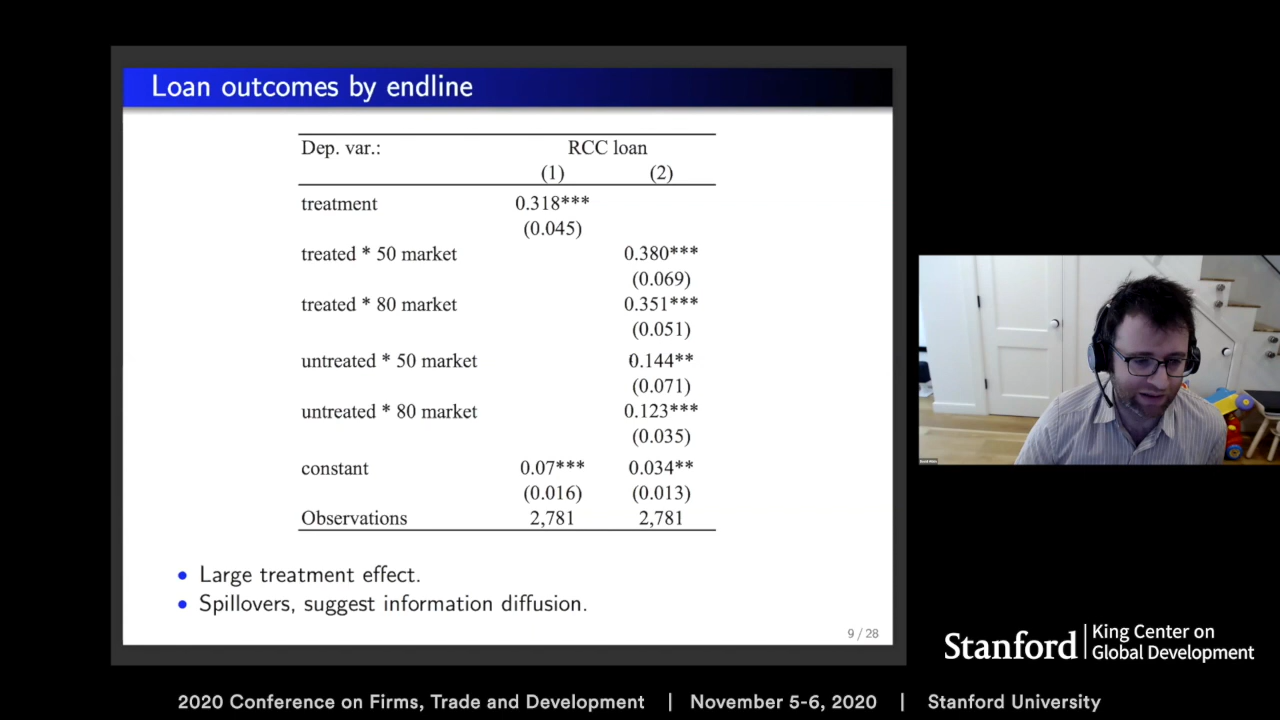 Loan outcomes by endline
Dep. var.: RCC loan
(1) (2)
treatment 0.318***
(0.045)
treated * 50 market 0.380***
(0.069)
treated * 80 market 0.351***
(0.051)
untreated * 50 market 0.144**
(0.071)
untreated * 80 market 0.123***
(0.035)
constant 0.07*** 0.034**
(0.016) (0.013)
Observations 2,781 2,781
• Large treatment effect.
• Spillovers, suggest information diffusion.
9 / 28
Stanford | King Center on
Global Development
2020 Conference on Firms, Trade and Development | November 5-6, 2020 | Stanford University